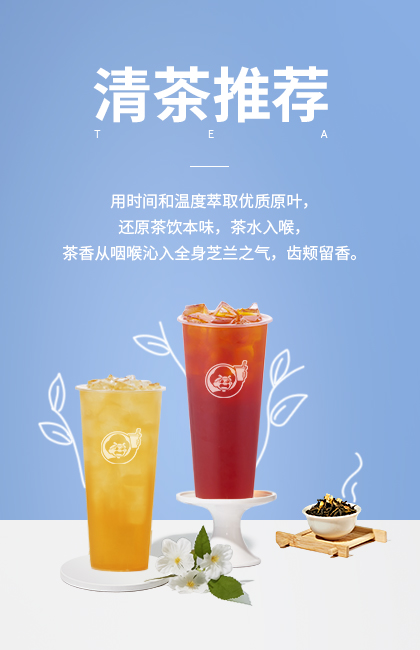 清茶推荐
T E A
用时间和温度萃取优质原叶，
还原茶饮本味，茶水入喉，
茶香从咽喉沁入全身芝兰之气，齿颊留香。